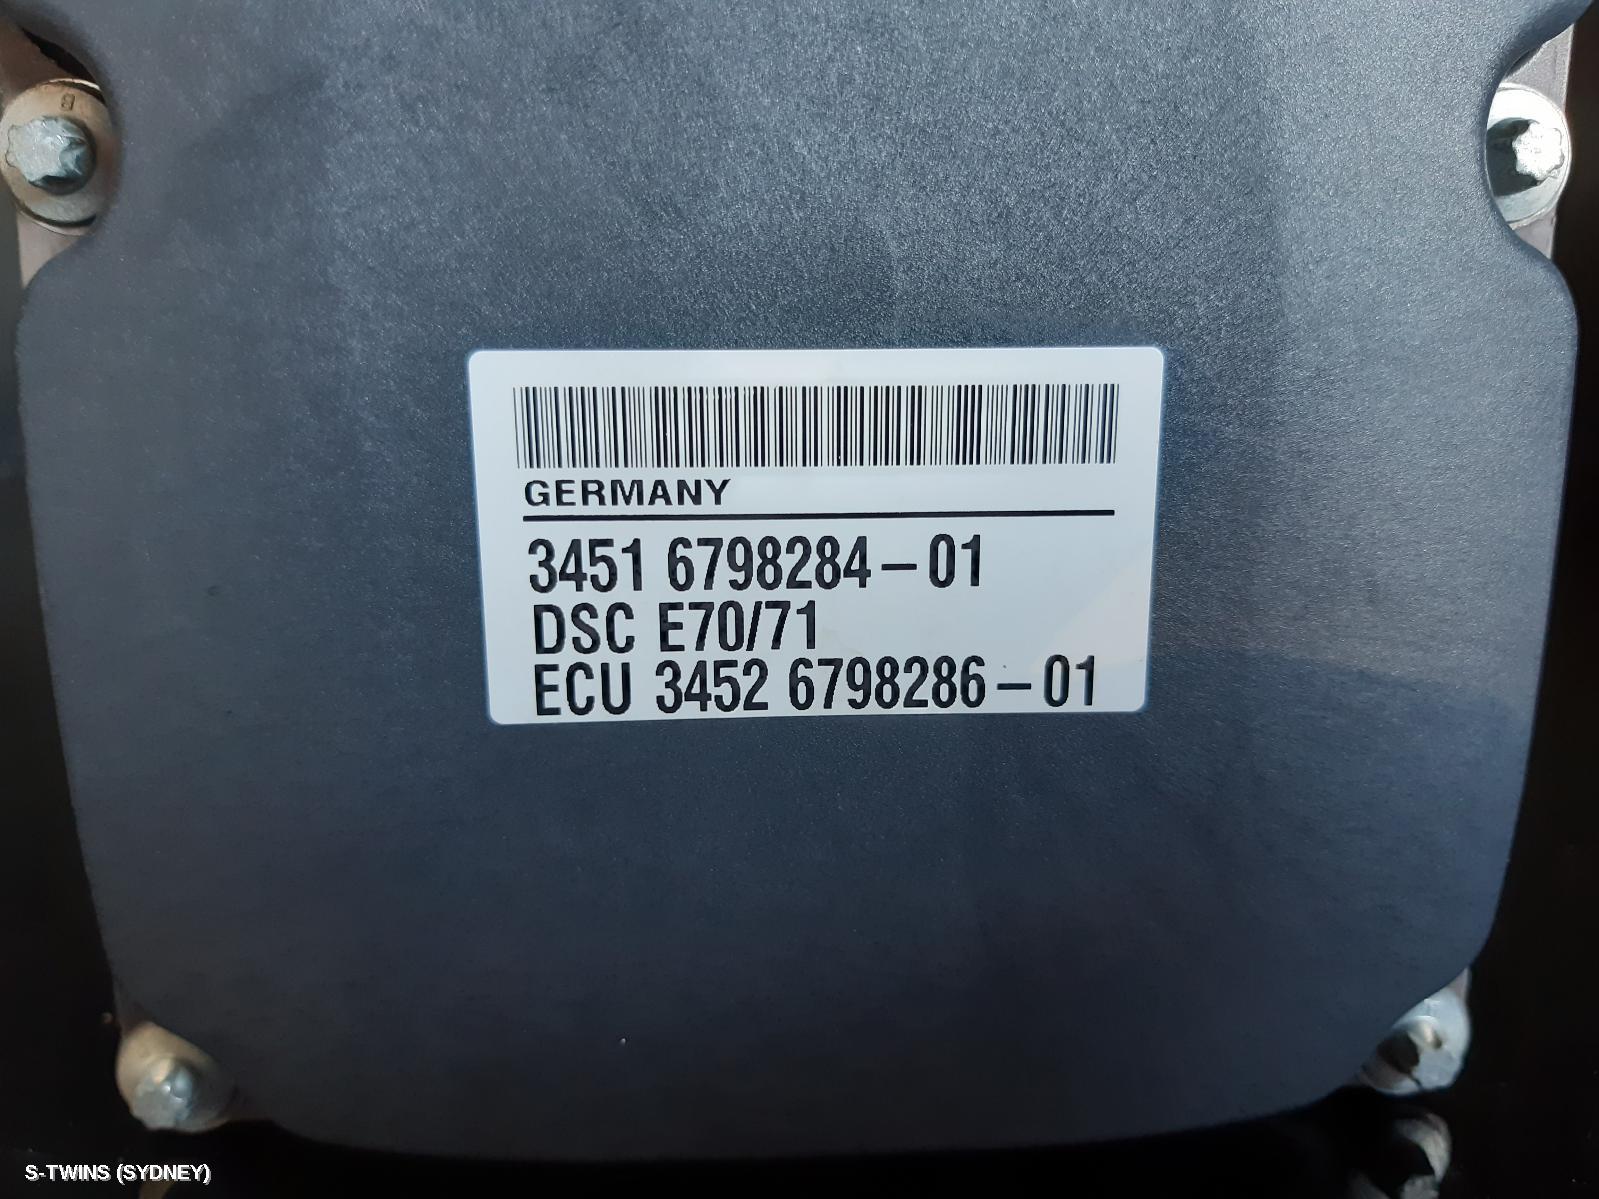 GERMANY
3451 6798284-01
DSC E70/71
ECU 3452 6798286-01
S-TWINS (SYDNEY)